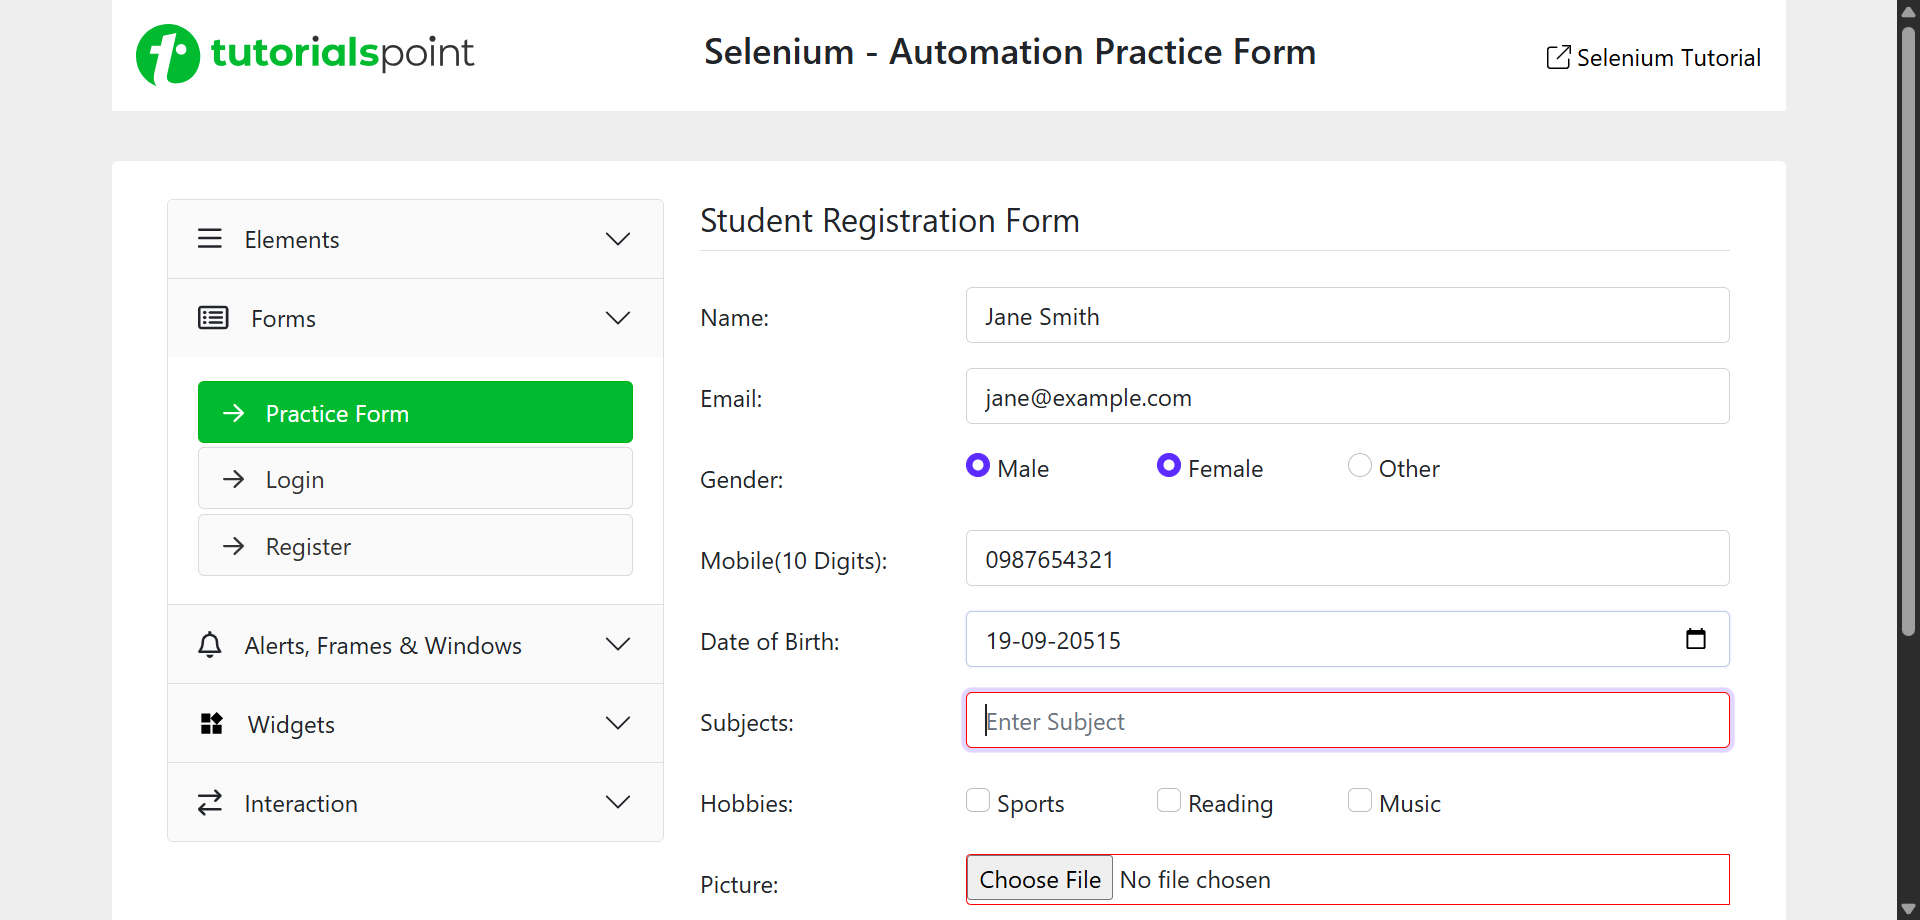 tutorialspoint
Selenium - Automation Practice Form
Selenium Tutorial
Elements
Forms
Practice Form
Login
Register
Alerts, Frames & Windows
Widgets
Interaction
Student Registration Form
Name: Jane Smith
Email: jane@example.com
Gender: Male Female Other
Mobile(10 Digits): 0987654321
Date of Birth: 19-09-20515
Subjects: Enter Subject
Hobbies: Sports Reading Music
Picture: Choose File No file chosen